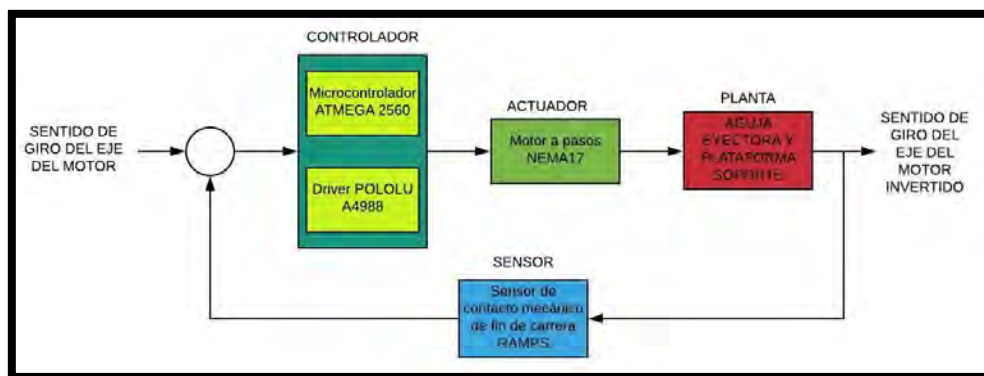 CONTROLADOR
Microcontrolador
ATMEGA 2560
Driver POLOLU
A4988
SENTIDO DE
GIRO DEL EJE
DEL MOTOR
ACTUADOR
Motor a pasos
NEMA17
PLANTA
AGUJA
EYECTORA Y
PLATAFORMA
SOPORTE
SENTIDO DE
GIRO DEL
EJE DEL
MOTOR
INVERTIDO
SENSOR
Sensor de
contacto mecánico
de fin de carrera
RAMPS